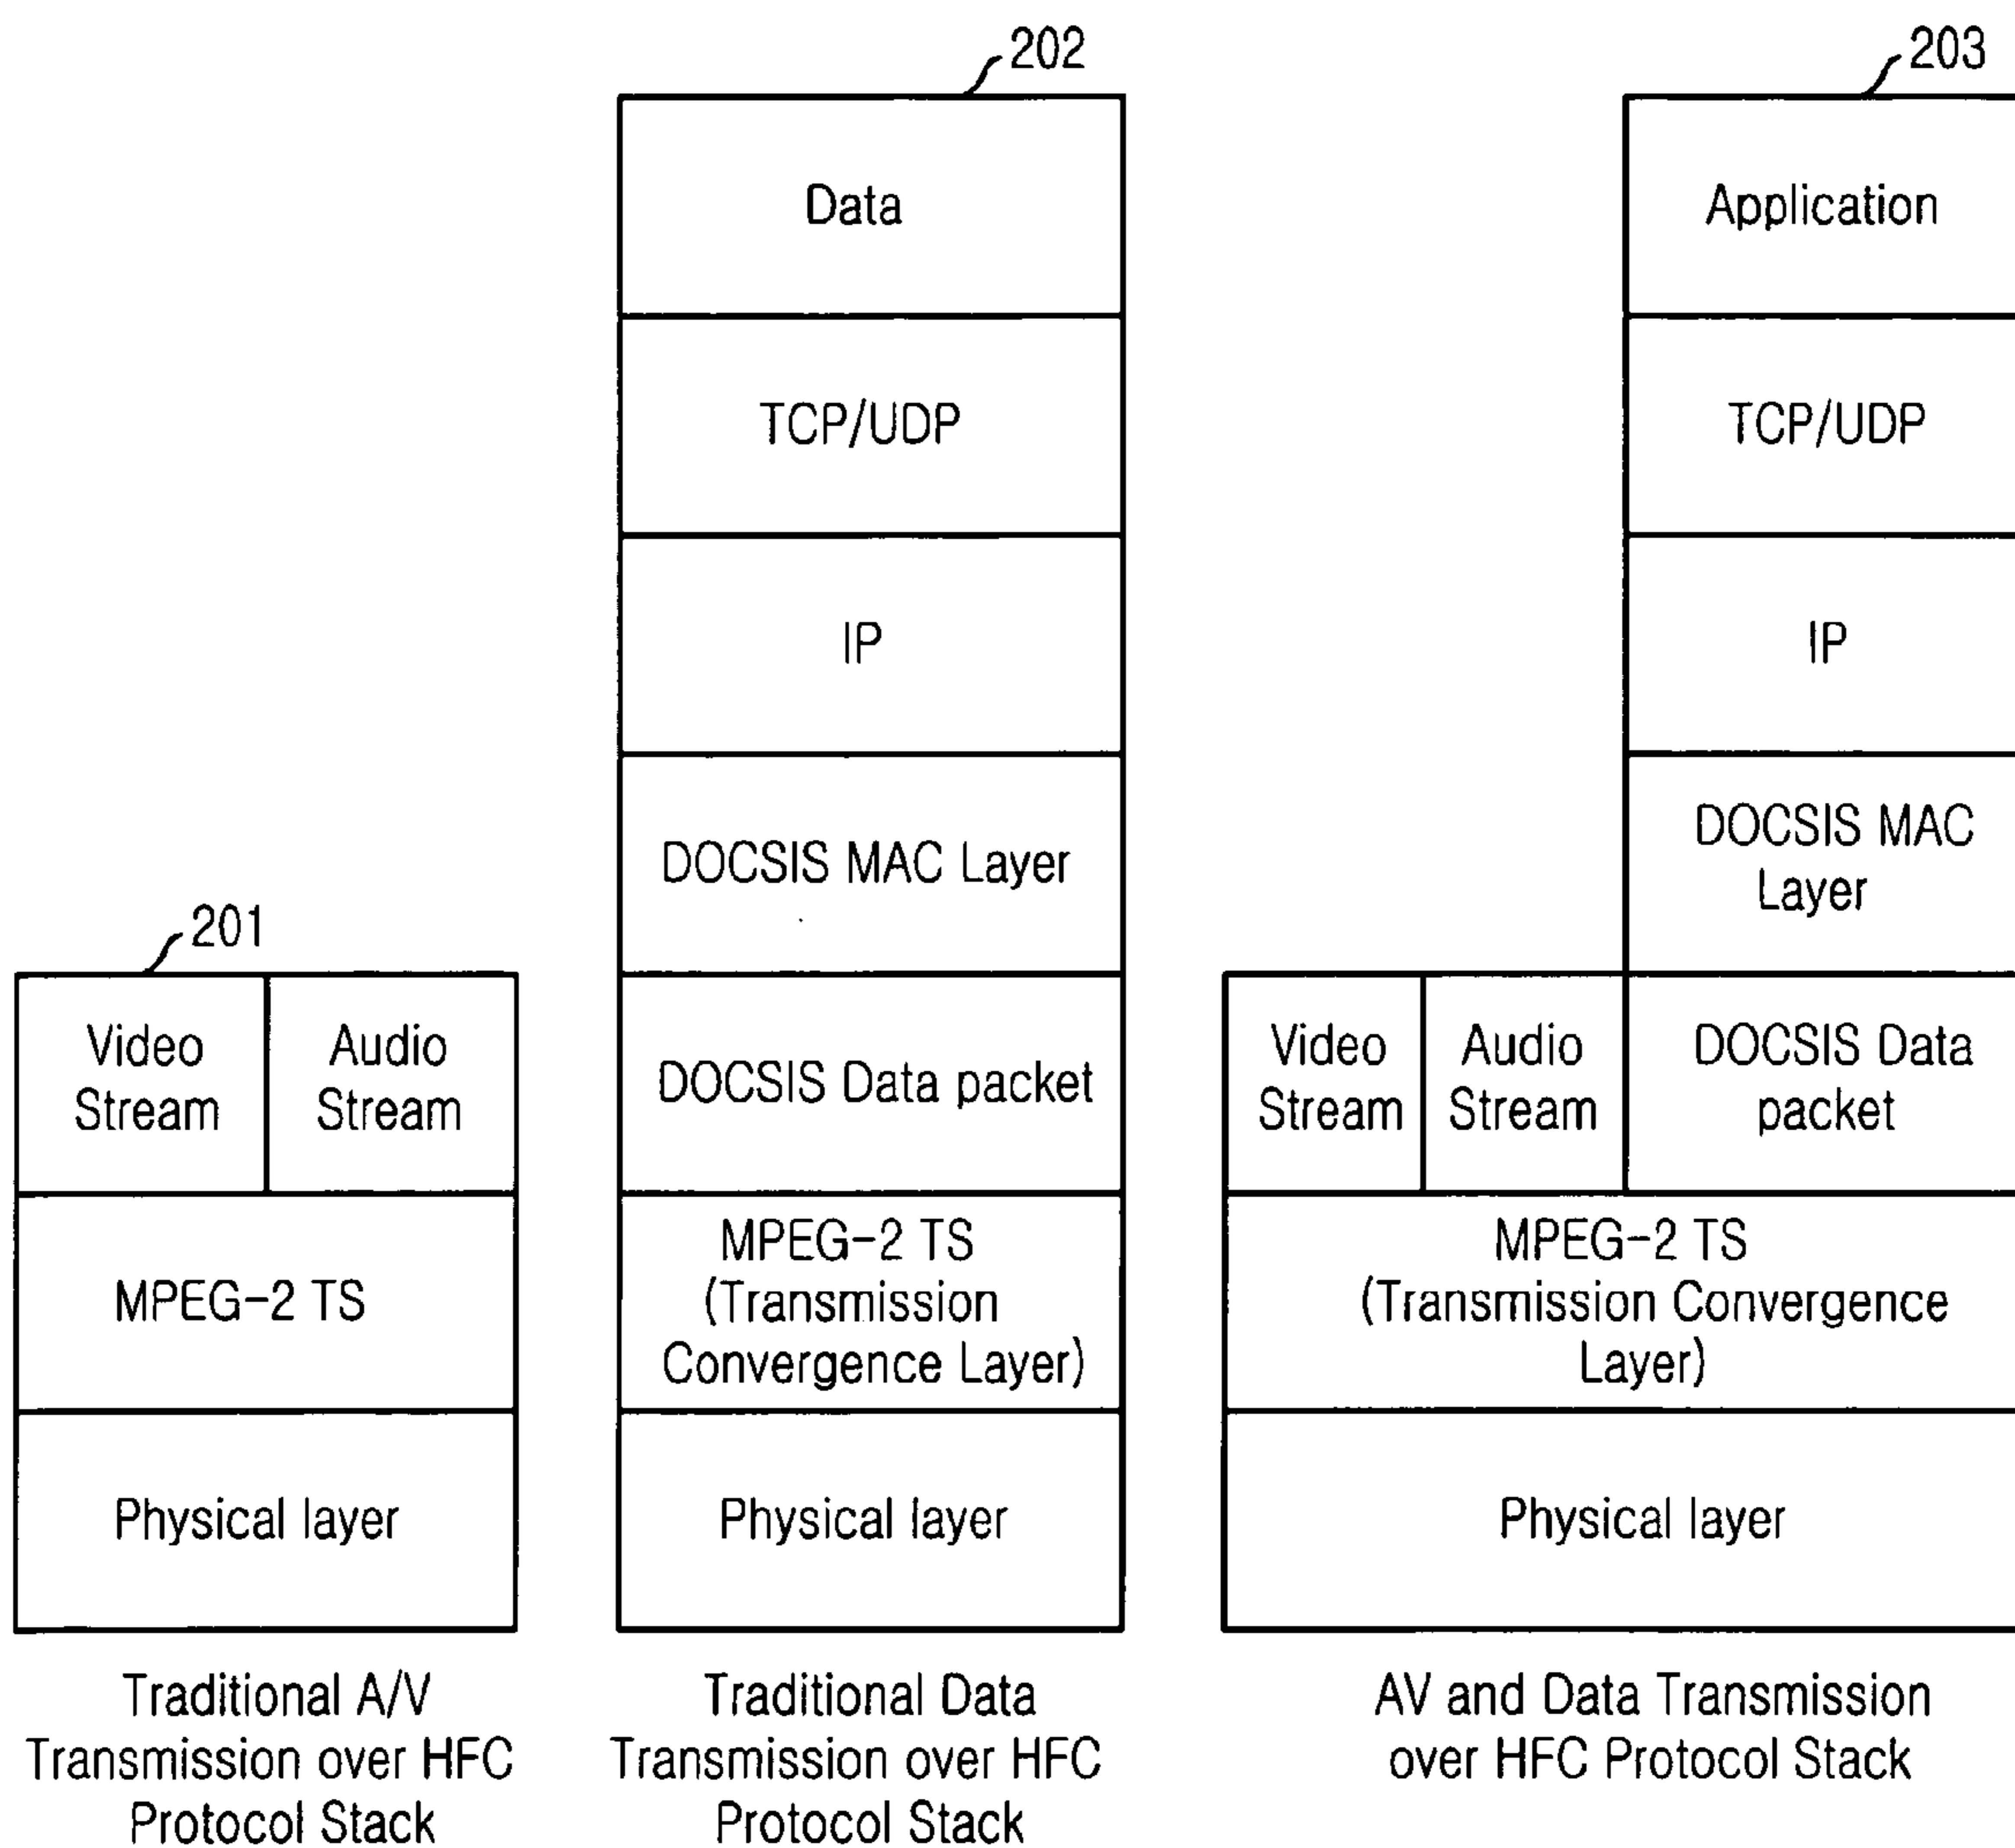 202
203
Data
Application
TCP/UDP
TCP/UDP
IP
IP
DOCSIS MAC Layer
DOCSIS MAC
Layer
201
Video
Stream
Audio
Stream
DOCSIS Data packet
Video
Stream
Audio
Stream
DOCSIS Data
packet
MPEG-2 TS
MPEG-2 TS
(Transmission
Convergence Layer)
MPEG-2 TS
(Transmission Convergence
Layer)
Physical layer
Physical layer
Physical layer
Traditional A/V
Transmission over HFC
Protocol Stack
Traditional Data
Transmission over HFC
Protocol Stack
AV and Data Transmission
over HFC Protocol Stack